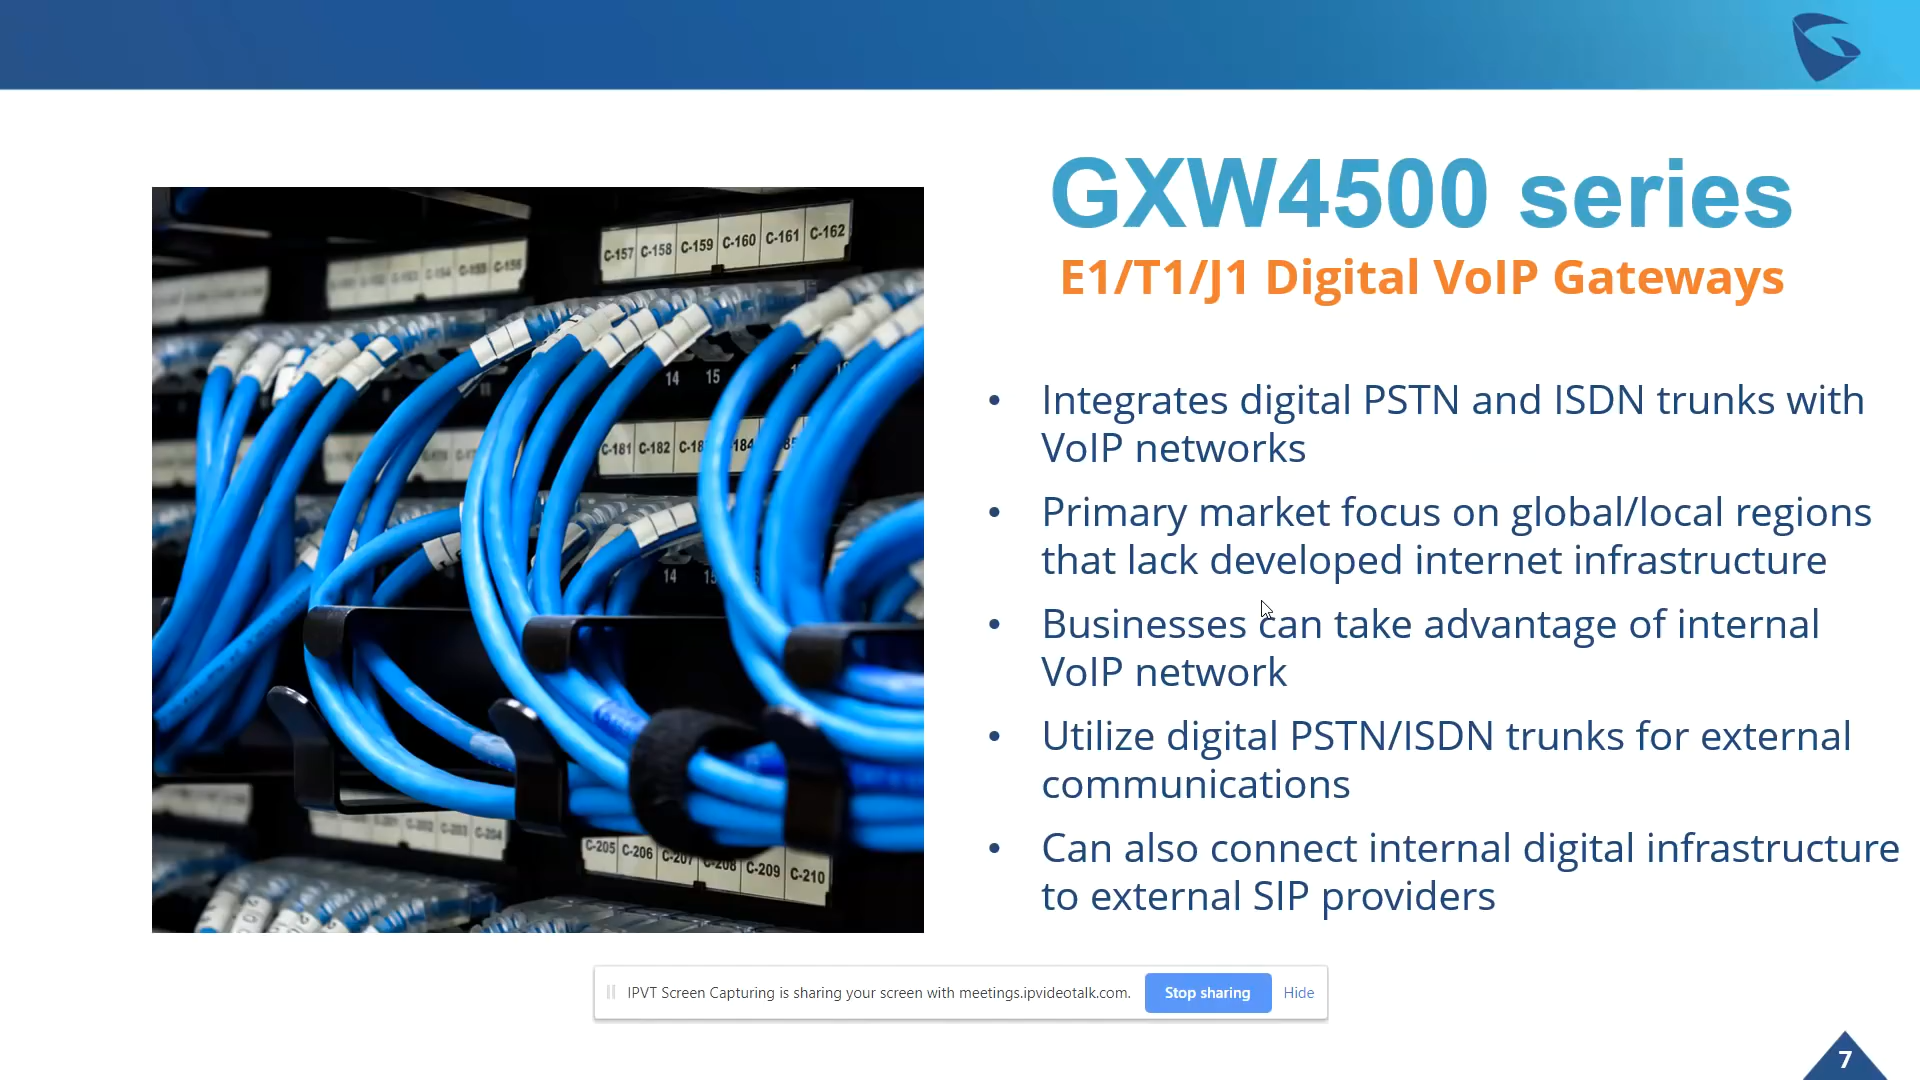 GXW4500 series
E1/T1/J1 Digital VoIP Gateways
• Integrates digital PSTN and ISDN trunks with
VoIP networks
• Primary market focus on global/local regions
that lack developed internet infrastructure
• Businesses can take advantage of internal
VoIP network
• Utilize digital PSTN/ISDN trunks for external
communications
• Can also connect internal digital infrastructure
to external SIP providers
C-157 C-158 C-159 C-160 C-161 C-162
14 15
C-181 C-182
14
C-205 C-206 C-207 C-208 C-209 C-210
IPVT Screen Capturing is sharing your screen with meetings.ipvideotalk.com. Stop sharing Hide
7